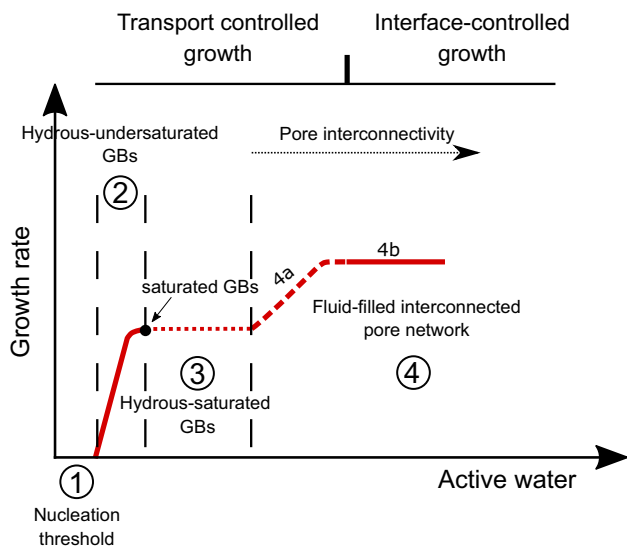 Transport controlled
growth
Interface-controlled
growth
Hydrous-undersaturated
GBs
Pore interconnectivity
2
4b
4a
saturated GBs
Fluid-filled interconnected
pore network
3
4
Hydrous-saturated
GBs
Growth rate
1
Active water
Nucleation
threshold